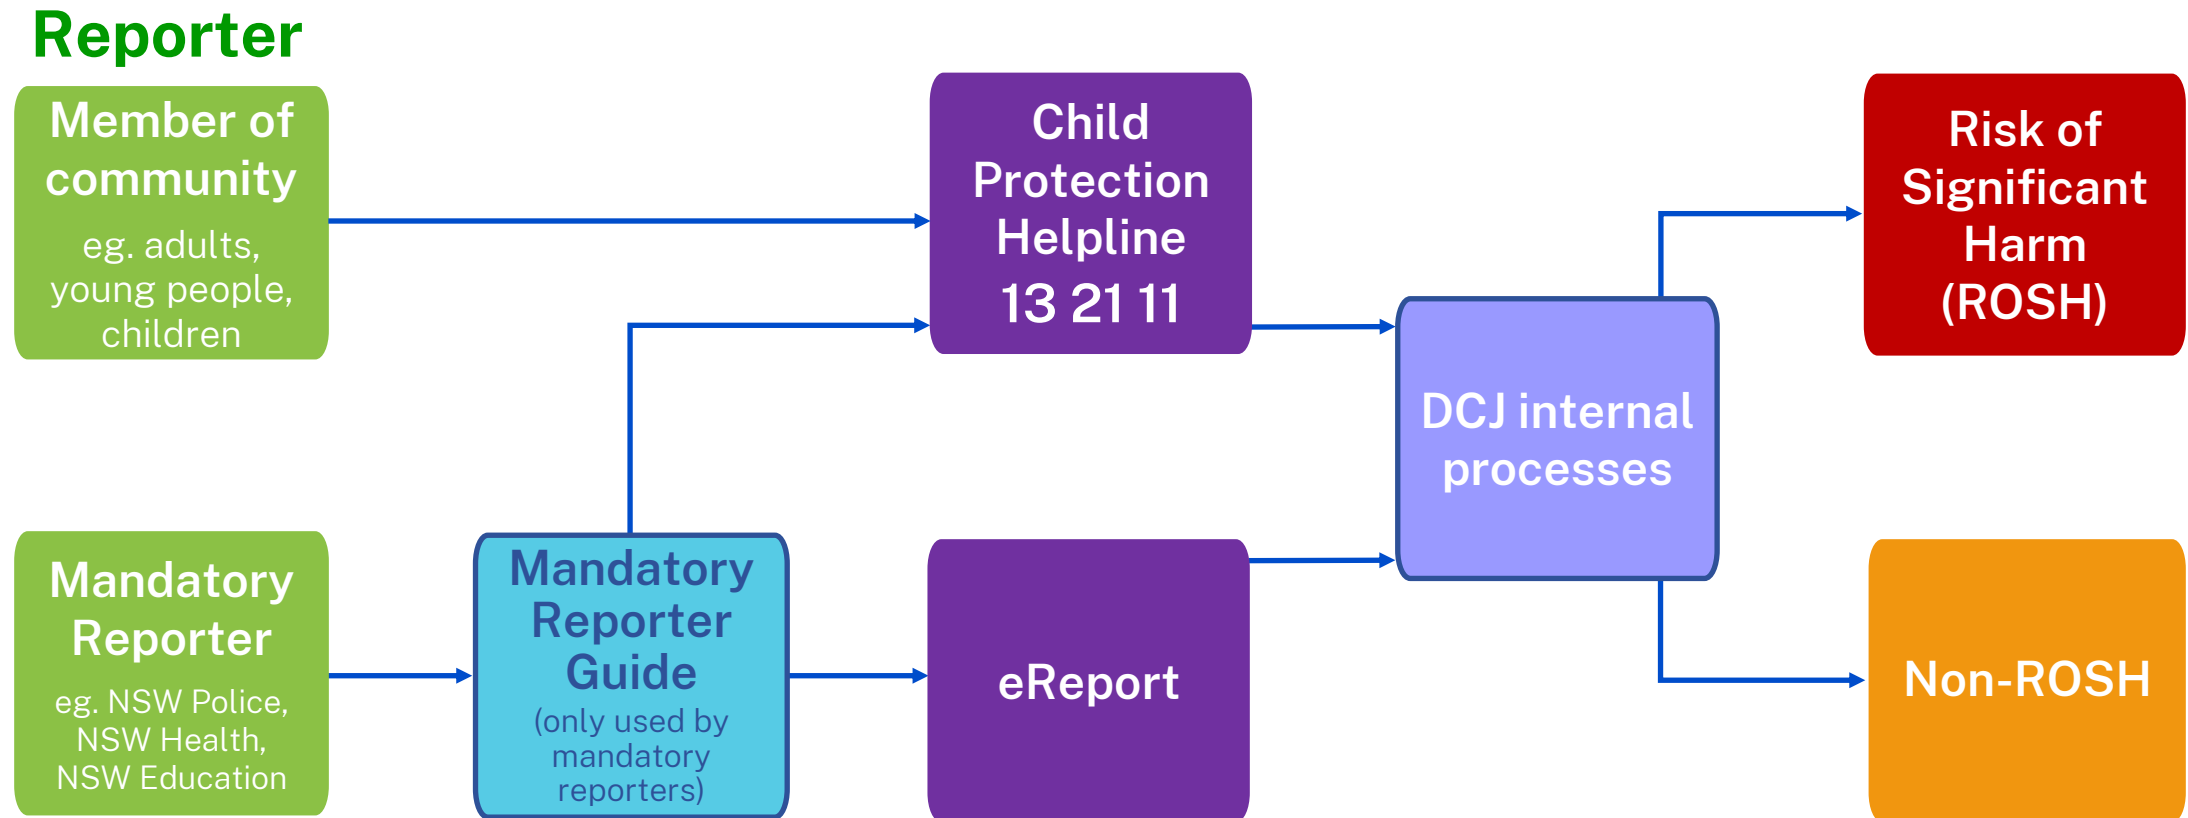 Reporter
Member of
community
eg. adults,
young people,
children
Mandatory
Reporter
eg. NSW Police,
NSW Health,
NSW Education
Mandatory
Reporter
Guide
(only used by
mandatory
reporters)
Child
Protection
Helpline
13 21 11
eReport
DCJ internal
processes
Risk of
Significant
Harm
(ROSH)
Non-ROSH